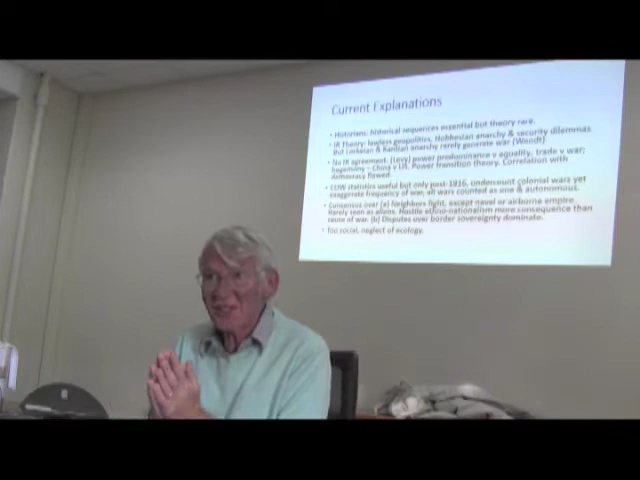 Current Explanations
• Historians: historical sequences essential but theory rare.
• IR Theory: lawless geopolitics, Hobbesian anarchy & security dilemmas
But Lockeian & Kantian anarchy rarely generate war (Wendt).
• No IR agreement: (Levy) power predominance v equality, trade v war;
hegemony – China v US. Power transition theory. Correlation with
democracy flawed.
• COW statistics useful but only post-1816, undercount colonial wars yet
exaggerate frequency of war; all wars counted as one & autonomous.
• Consensus over (a) Neighbors fight, except naval or airborne empire.
Rarely seen as aliens. Hostile ethno-nationalism more consequence than
cause of war. (b) Disputes over border sovereignty dominate.
• Too social, neglect of ecology.